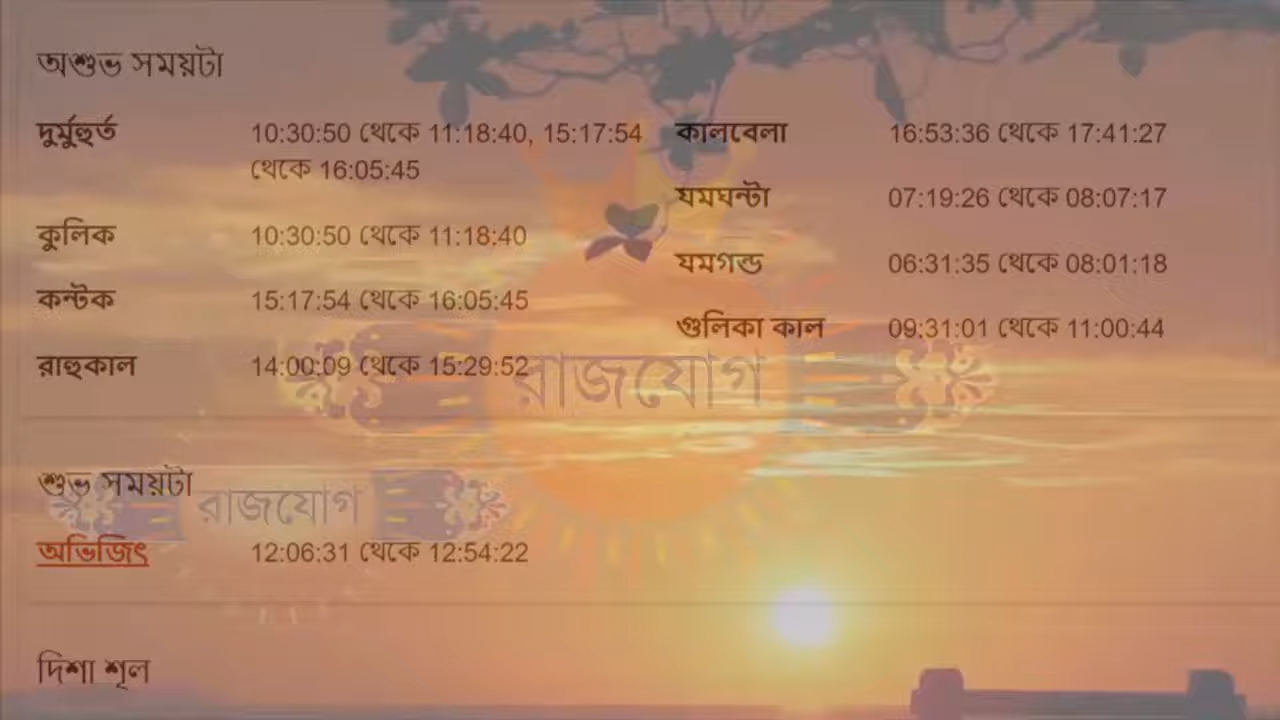 অশুভ সময়টা
দুর্মুহুর্ত 10:30:50 থেকে 11:18:40, 15:17:54
থেকে 16:05:45
কুলিক 10:30:50 থেকে 11:18:40
কন্টক 15:17:54 থেকে 16:05:45
রাহুকাল 14:00:09 থেকে 15:29:52
কালবেলা 16:53:36 থেকে 17:41:27
যমঘন্টা 07:19:26 থেকে 08:07:17
যমগন্ড 06:31:35 থেকে 08:01:18
গুলিকা কাল 09:31:01 থেকে 11:00:44
রাজযোগ
শুভ সময়টা
রাজযোগ
অভিজিৎ 12:06:31 থেকে 12:54:22
দিশা শূল